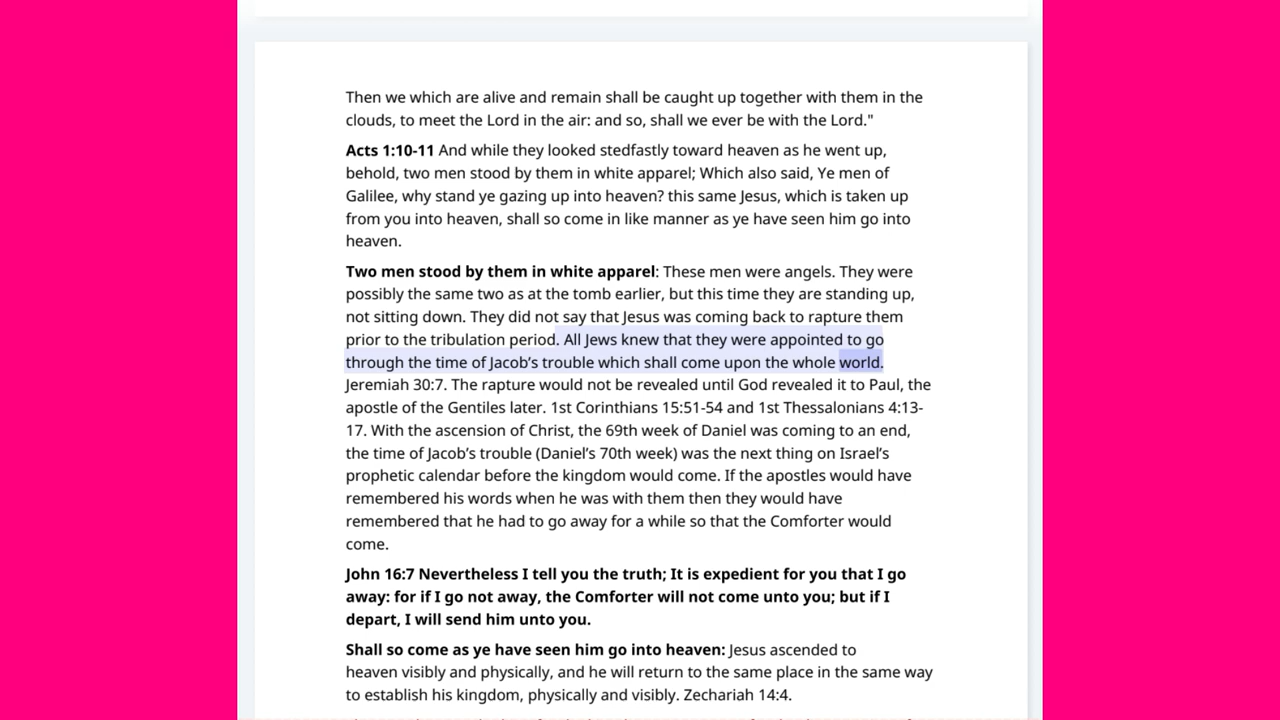 Then we which are alive and remain shall be caught up together with them in the
clouds, to meet the Lord in the air: and so, shall we ever be with the Lord."
Acts 1:10-11 And while they looked stedfastly toward heaven as he went up,
behold, two men stood by them in white apparel; Which also said, Ye men of
Galilee, why stand ye gazing up into heaven? this same Jesus, which is taken up
from you into heaven, shall so come in like manner as ye have seen him go into
heaven.
Two men stood by them in white apparel: These men were angels. They were
possibly the same two as at the tomb earlier, but this time they are standing up,
not sitting down. They did not say that Jesus was coming back to rapture them
prior to the tribulation period. All Jews knew that they were appointed to go
through the time of Jacob’s trouble which shall come upon the whole world.
Jeremiah 30:7. The rapture would not be revealed until God revealed it to Paul, the
apostle of the Gentiles later. 1st Corinthians 15:51-54 and 1st Thessalonians 4:13-
17. With the ascension of Christ, the 69th week of Daniel was coming to an end,
the time of Jacob’s trouble (Daniel’s 70th week) was the next thing on Israel’s
prophetic calendar before the kingdom would come. If the apostles would have
remembered his words when he was with them then they would have
remembered that he had to go away for a while so that the Comforter would
come.
John 16:7 Nevertheless I tell you the truth; It is expedient for you that I go
away: for if I go not away, the Comforter will not come unto you; but if I
depart, I will send him unto you.
Shall so come as ye have seen him go into heaven: Jesus ascended to
heaven visibly and physically, and he will return to the same place in the same way
to establish his kingdom, physically and visibly. Zechariah 14:4.